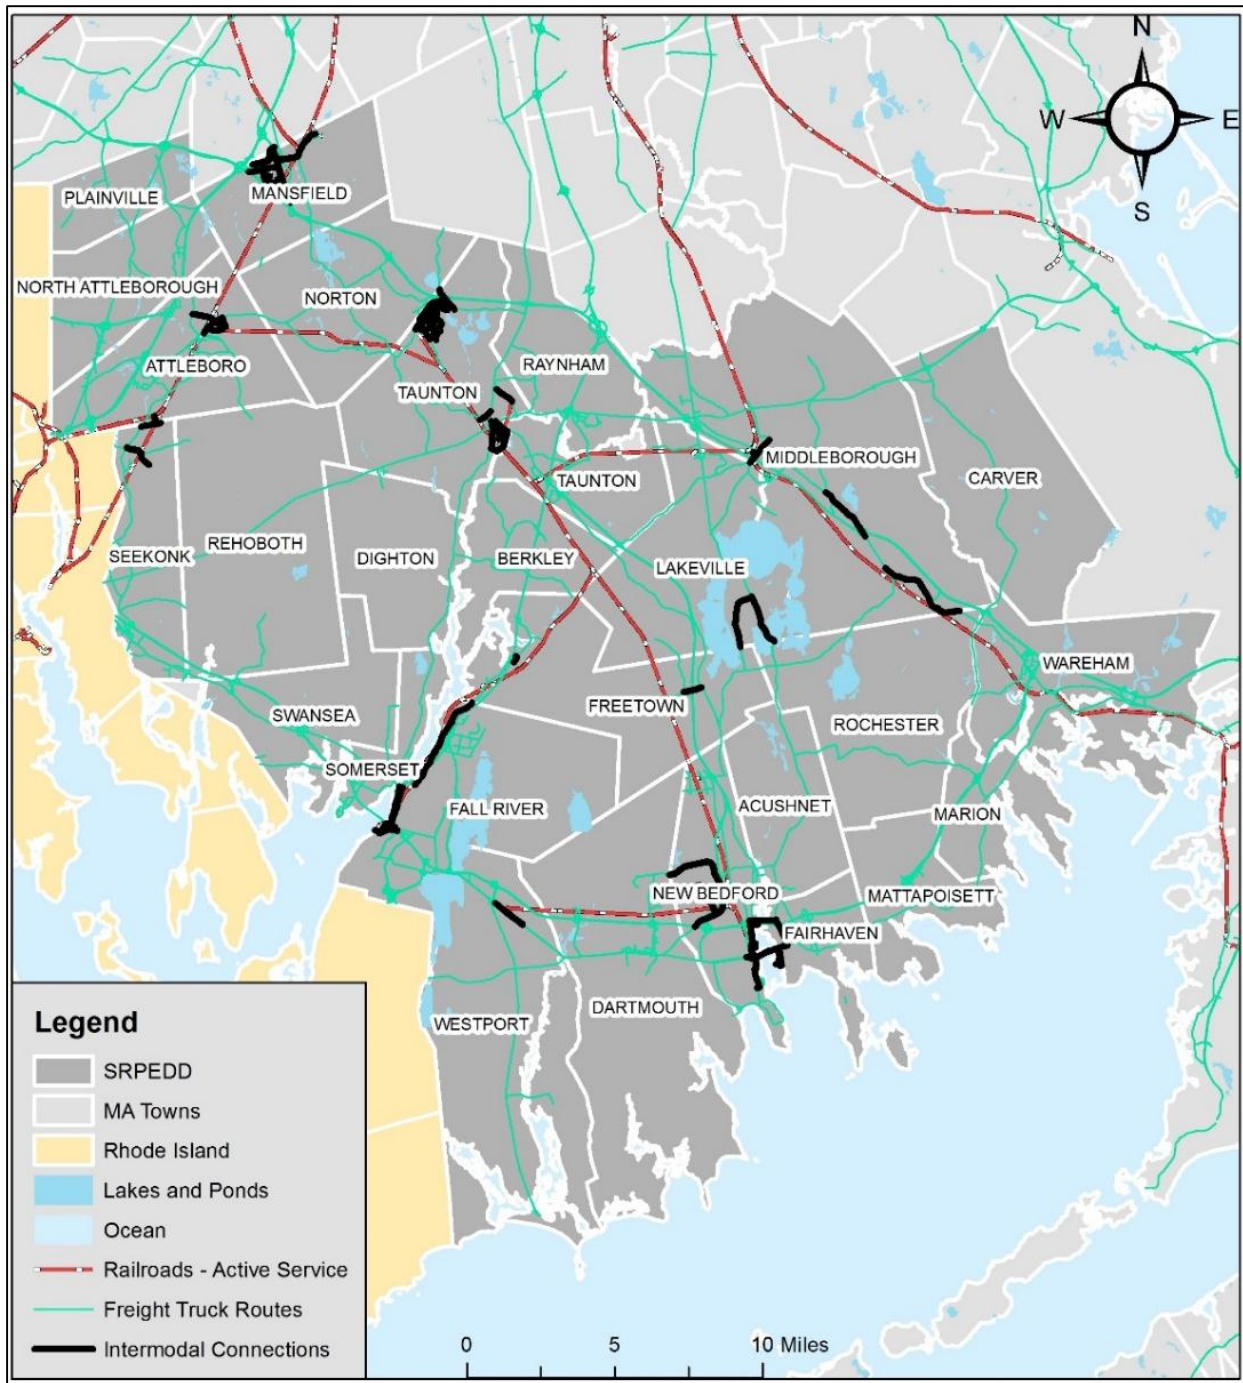 N
W E
S
PLAINVILLE
MANSFIELD
NORTH ATTLEBOROUGH
NORTON
ATTLEBORO
RAYNHAM
TAUNTON
MIDDLEBOROUGH
CARVER
TAUNTON
SEEKONK
REHOBOTH
DIGHTON
BERKLEY
LAKEVILLE
WAREHAM
SWANSEA
FREETOWN
ROCHESTER
SOMERSET
FALL RIVER
ACUSHNET
MARION
NEW BEDFORD
MATTAPOISETT
FAIRHAVEN
DARTMOUTH
WESTPORT
Legend
SRPEDD
MA Towns
Rhode Island
Lakes and Ponds
Ocean
Railroads - Active Service
Freight Truck Routes
Intermodal Connections
0 5 10 Miles